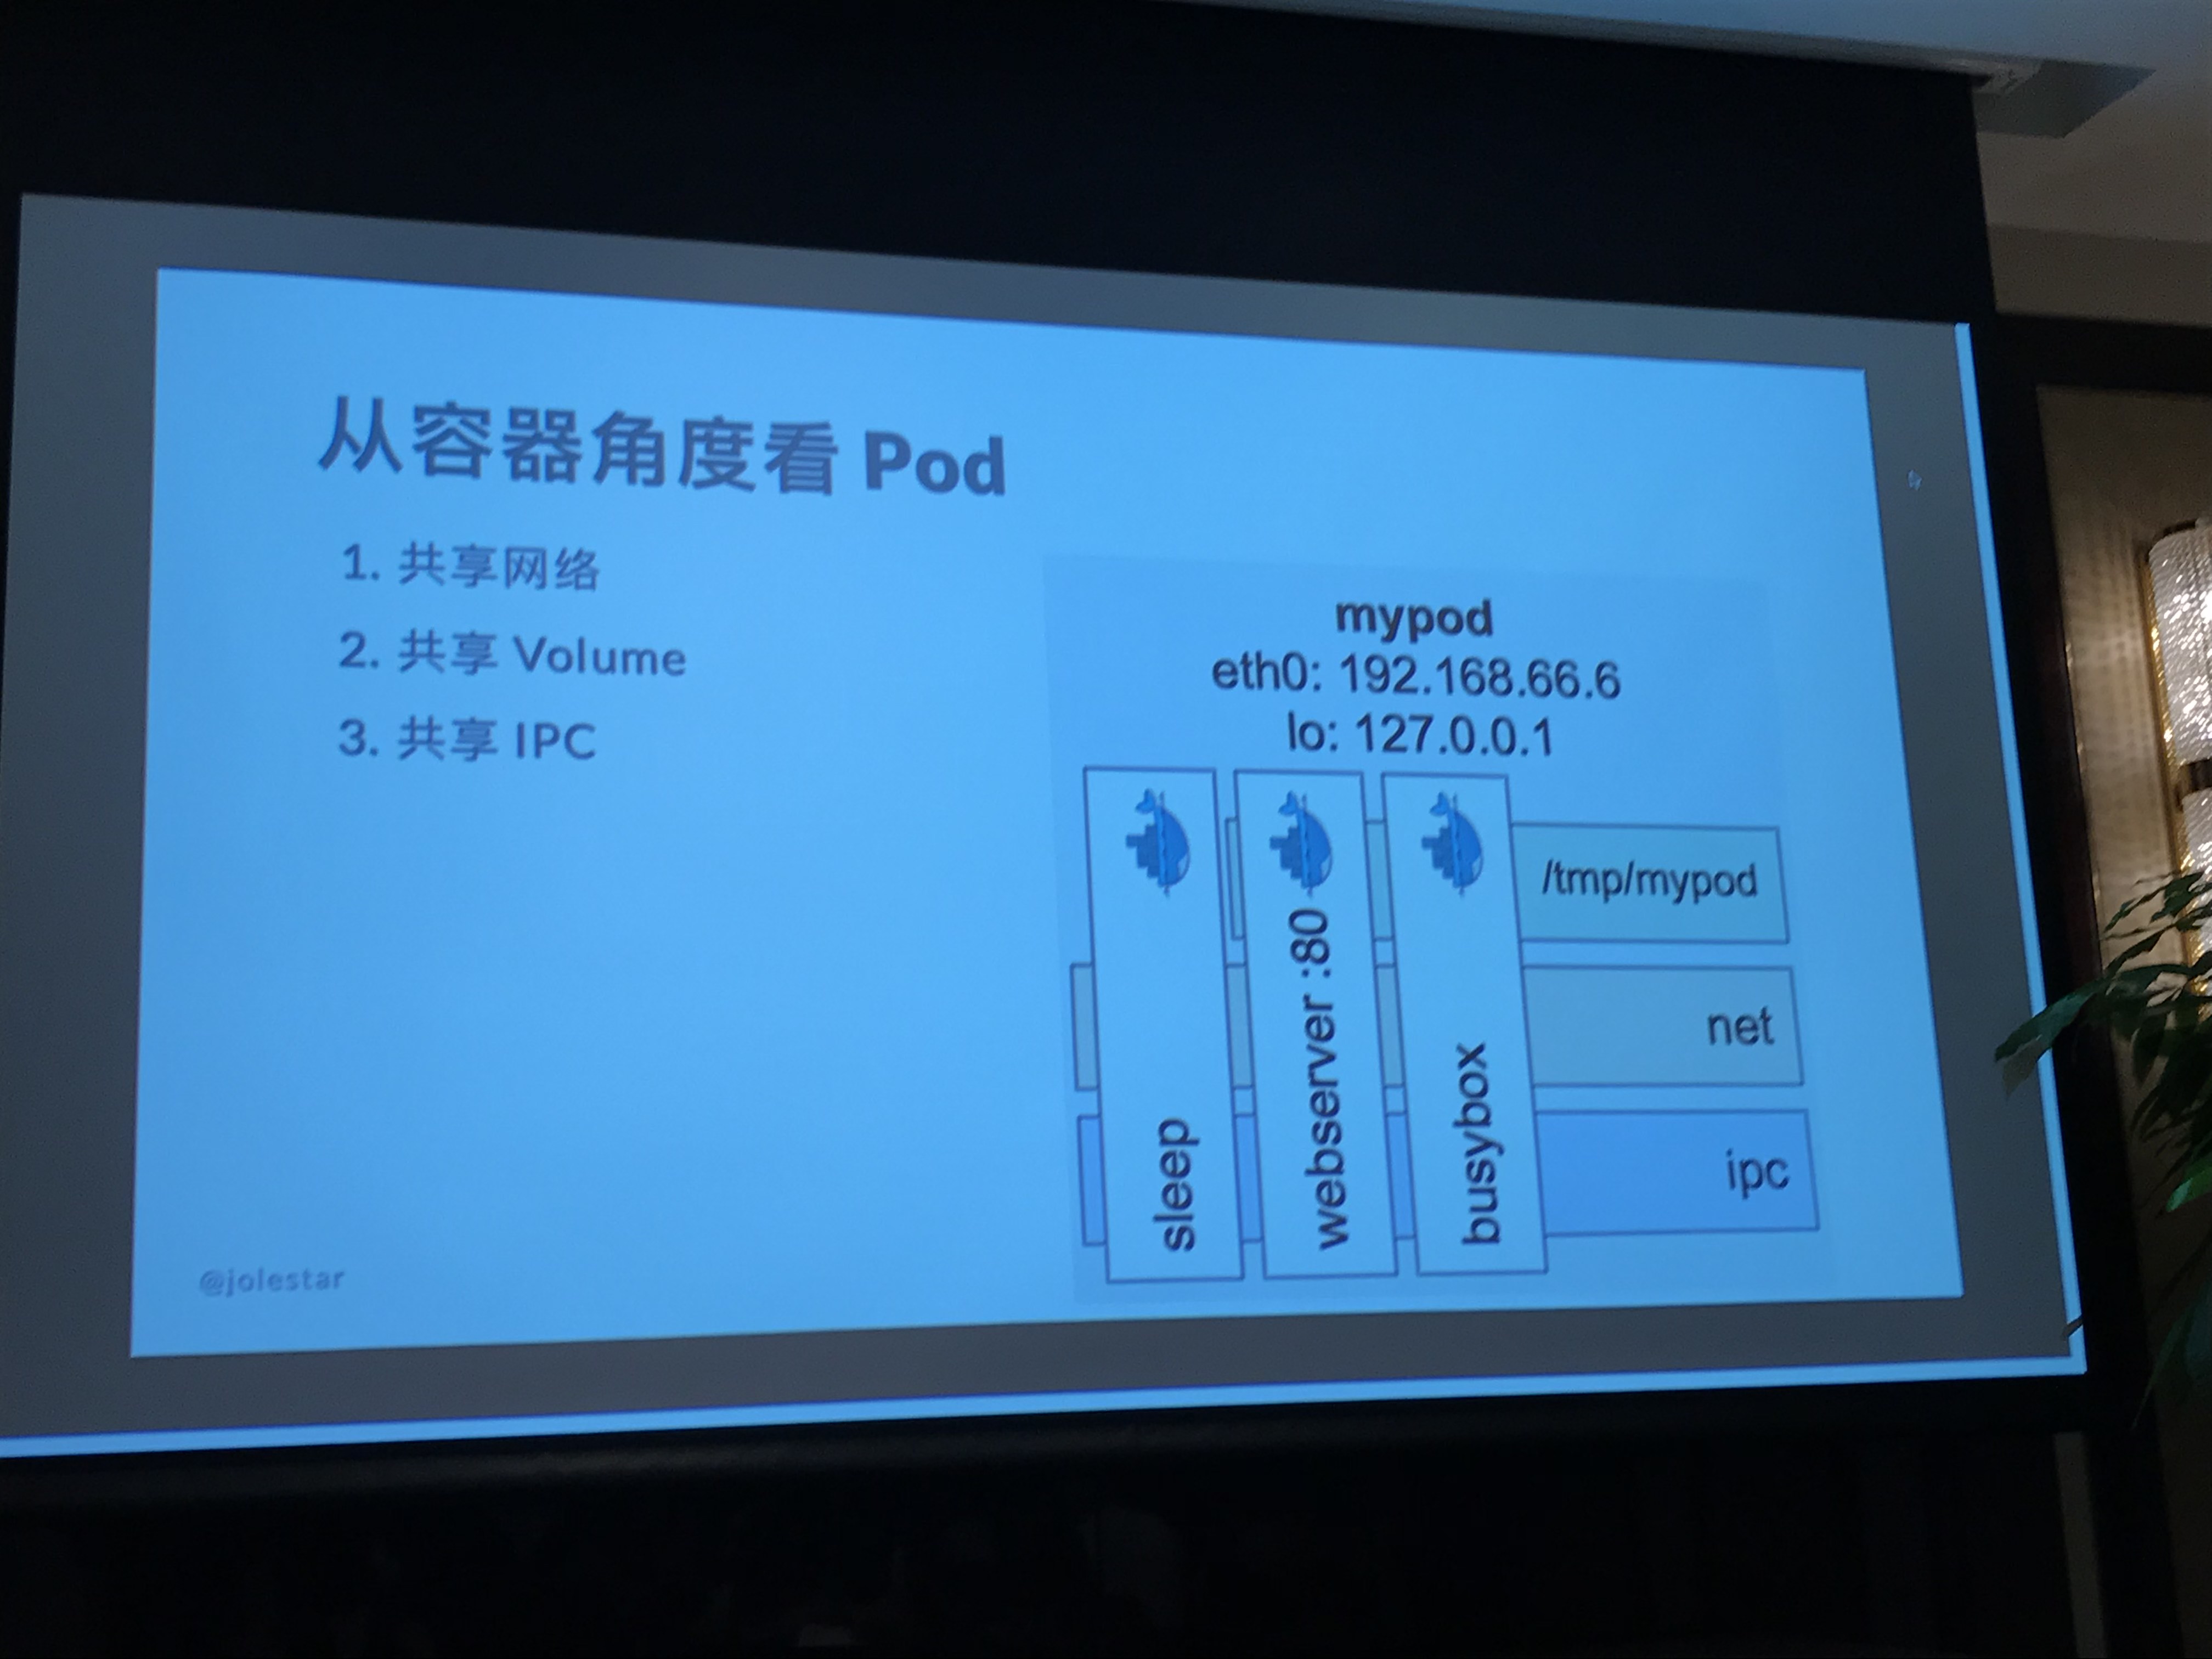 从容器角度看 Pod
1. 共享网络
2. 共享 Volume
3. 共享 IPC
mypod
eth0: 192.168.66.6
lo: 127.0.0.1
sleep
webserver :80
busybox
/tmp/mypod
net
ipc
@jolestar